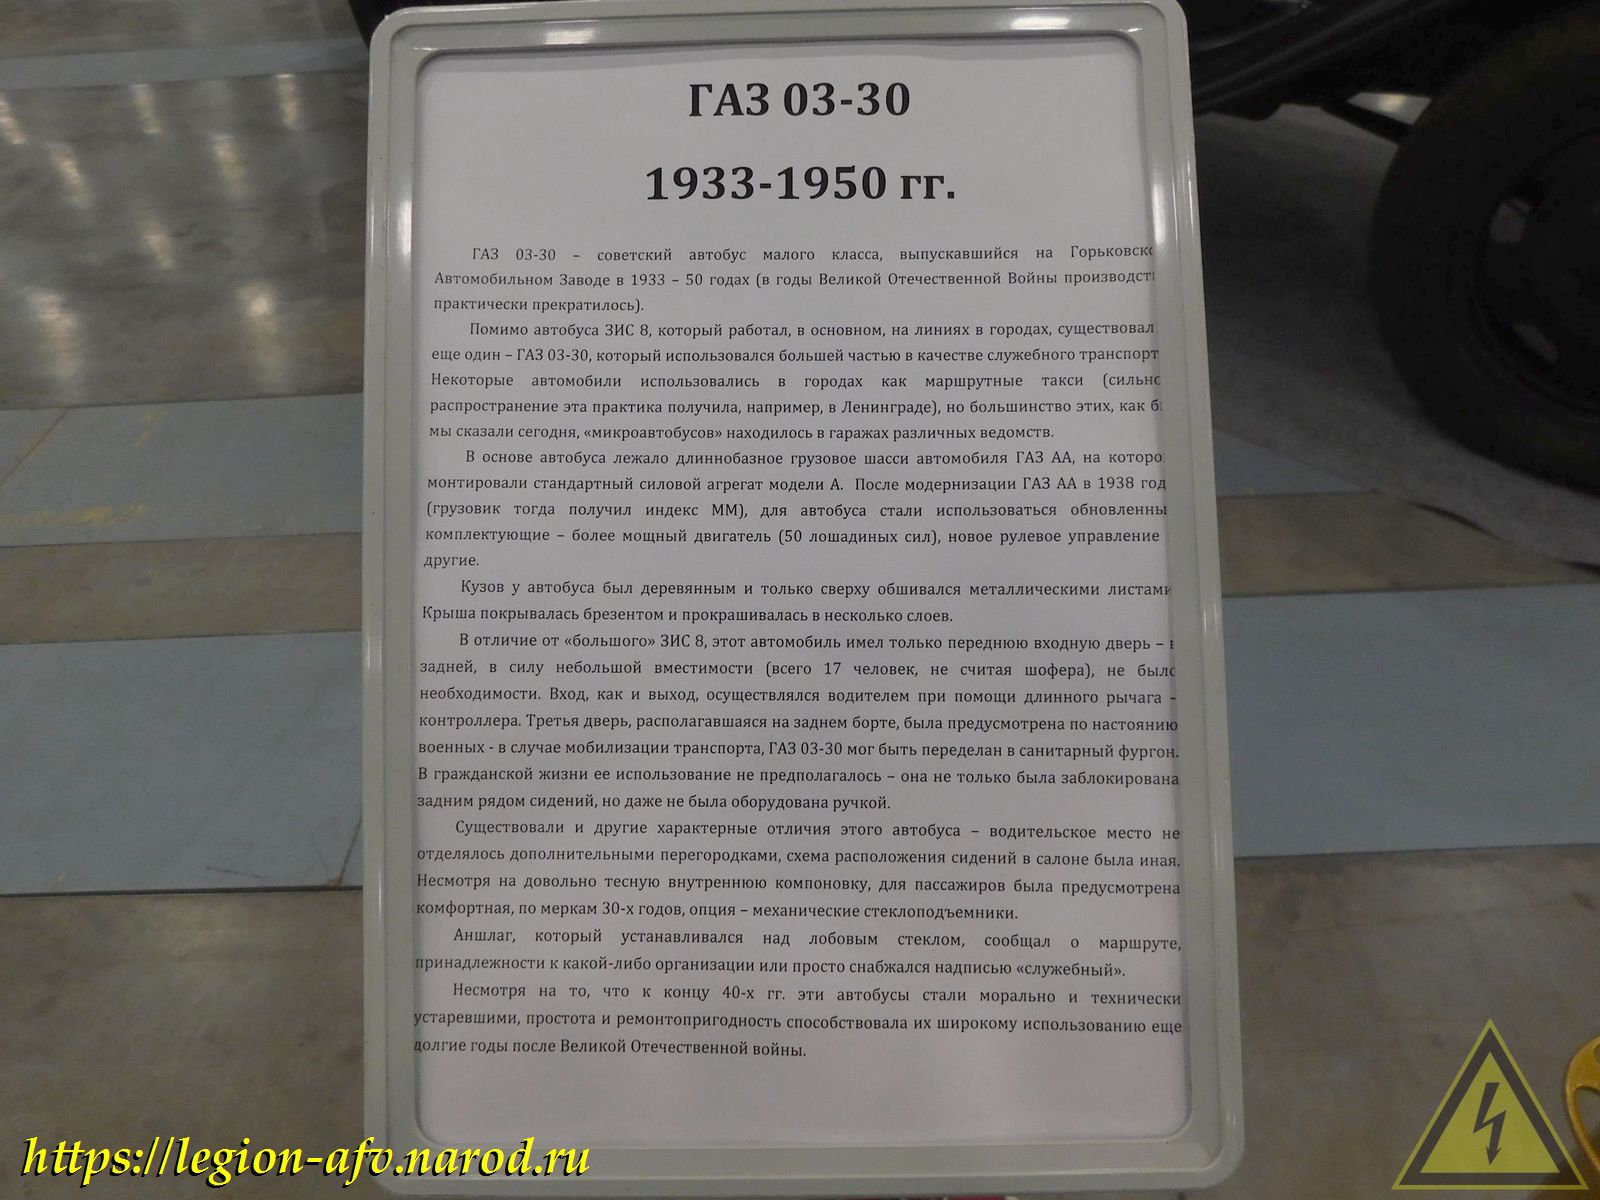 ГАЗ 03-30
1933-1950 гг.
ГАЗ 03-30 – советский автобус малого класса, выпускавшийся на Горьковско
Автомобильном Заводе в 1933 – 50 годах (в годы Великой Отечественной Войны производст
практически прекратилось).
Помимо автобуса ЗИС 8, который работал, в основном, на линиях в городах, существовал
еще один – ГАЗ 03-30, который использовался большей частью в качестве служебного транспорт
Некоторые автомобили использовались в городах как маршрутные такси (сильно
распространение эта практика получила, например, в Ленинграде), но большинство этих, как б
мы сказали сегодня, «микроавтобусов» находилось в гаражах различных ведомств.
В основе автобуса лежало длиннобазное грузовое шасси автомобиля ГАЗ АА, на которо
монтировали стандартный силовой агрегат модели А. После модернизации ГАЗ АА в 1938 год
(грузовик тогда получил индекс ММ), для автобуса стали использоваться обновленны
комплектующие – более мощный двигатель (50 лошадиных сил), новое рулевое управление
другие.
Кузов у автобуса был деревянным и только сверху обшивался металлическими листами
Крыша покрывалась брезентом и прокрашивалась в несколько слоев.
В отличие от «большого» ЗИС 8, этот автомобиль имел только переднюю входную дверь –
задней, в силу небольшой вместимости (всего 17 человек, не считая шофера), не было
необходимости. Вход, как и выход, осуществлялся водителем при помощи длинного рычага –
контроллера. Третья дверь, располагавшаяся на заднем борте, была предусмотрена по настоянию
военных - в случае мобилизации транспорта, ГАЗ 03-30 мог быть переделан в санитарный фургон.
В гражданской жизни ее использование не предполагалось – она не только была заблокирована
задним рядом сидений, но даже не была оборудована ручкой.
Существовали и другие характерные отличия этого автобуса – водительское место не
отделялось дополнительными перегородками, схема расположения сидений в салоне была иная.
Несмотря на довольно тесную внутреннюю компоновку, для пассажиров была предусмотрена
комфортная, по меркам 30-х годов, опция – механические стеклоподъемники.
Аншлаг, который устанавливался над лобовым стеклом, сообщал о маршруте,
принадлежности к какой-либо организации или просто снабжался надписью «служебный».
Несмотря на то, что к концу 40-х гг. эти автобусы стали морально и технически
устаревшими, простота и ремонтопригодность способствовала их широкому использованию еще
долгие годы после Великой Отечественной войны.
https://legion-afv.narod.ru